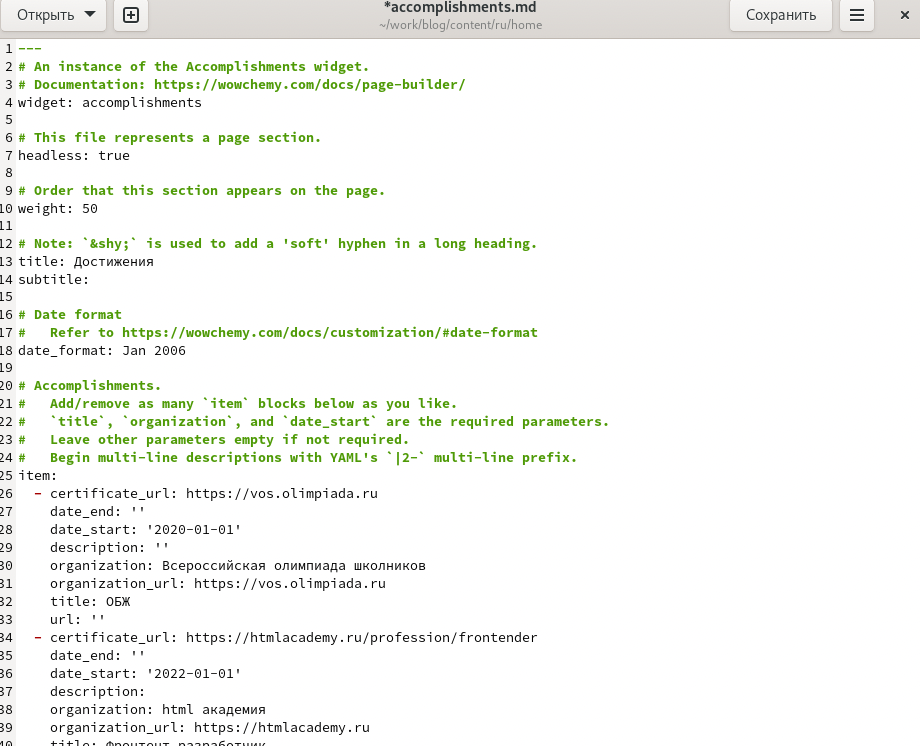 Открыть
*accomplishments.md
~/work/blog/content/ru/home
Сохранить
1 ---
2 # An instance of the Accomplishments widget.
3 # Documentation: https://wowchemy.com/docs/page-builder/
4 widget: accomplishments
5
6 # This file represents a page section.
7 headless: true
8
9 # Order that this section appears on the page.
10 weight: 50
11
12 # Note: `&shy;` is used to add a 'soft' hyphen in a long heading.
13 title: Достижения
14 subtitle:
15
16 # Date format
17 #   Refer to https://wowchemy.com/docs/customization/#date-format
18 date_format: Jan 2006
19
20 # Accomplishments.
21 #   Add/remove as many `item` blocks below as you like.
22 #   `title`, `organization`, and `date_start` are the required parameters.
23 #   Leave other parameters empty if not required.
24 #   Begin multi-line descriptions with YAML's `|2-` multi-line prefix.
25 item:
26   - certificate_url: https://vos.olimpiada.ru
27     date_end: ''
28     date_start: '2020-01-01'
29     description: ''
30     organization: Всероссийская олимпиада школников
31     organization_url: https://vos.olimpiada.ru
32     title: ОБЖ
33     url: ''
34   - certificate_url: https://htmlacademy.ru/profession/frontender
35     date_end: ''
36     date_start: '2022-01-01'
37     description:
38     organization: html академия
39     organization_url: https://htmlacademy.ru
40     title: Фронтент разработник